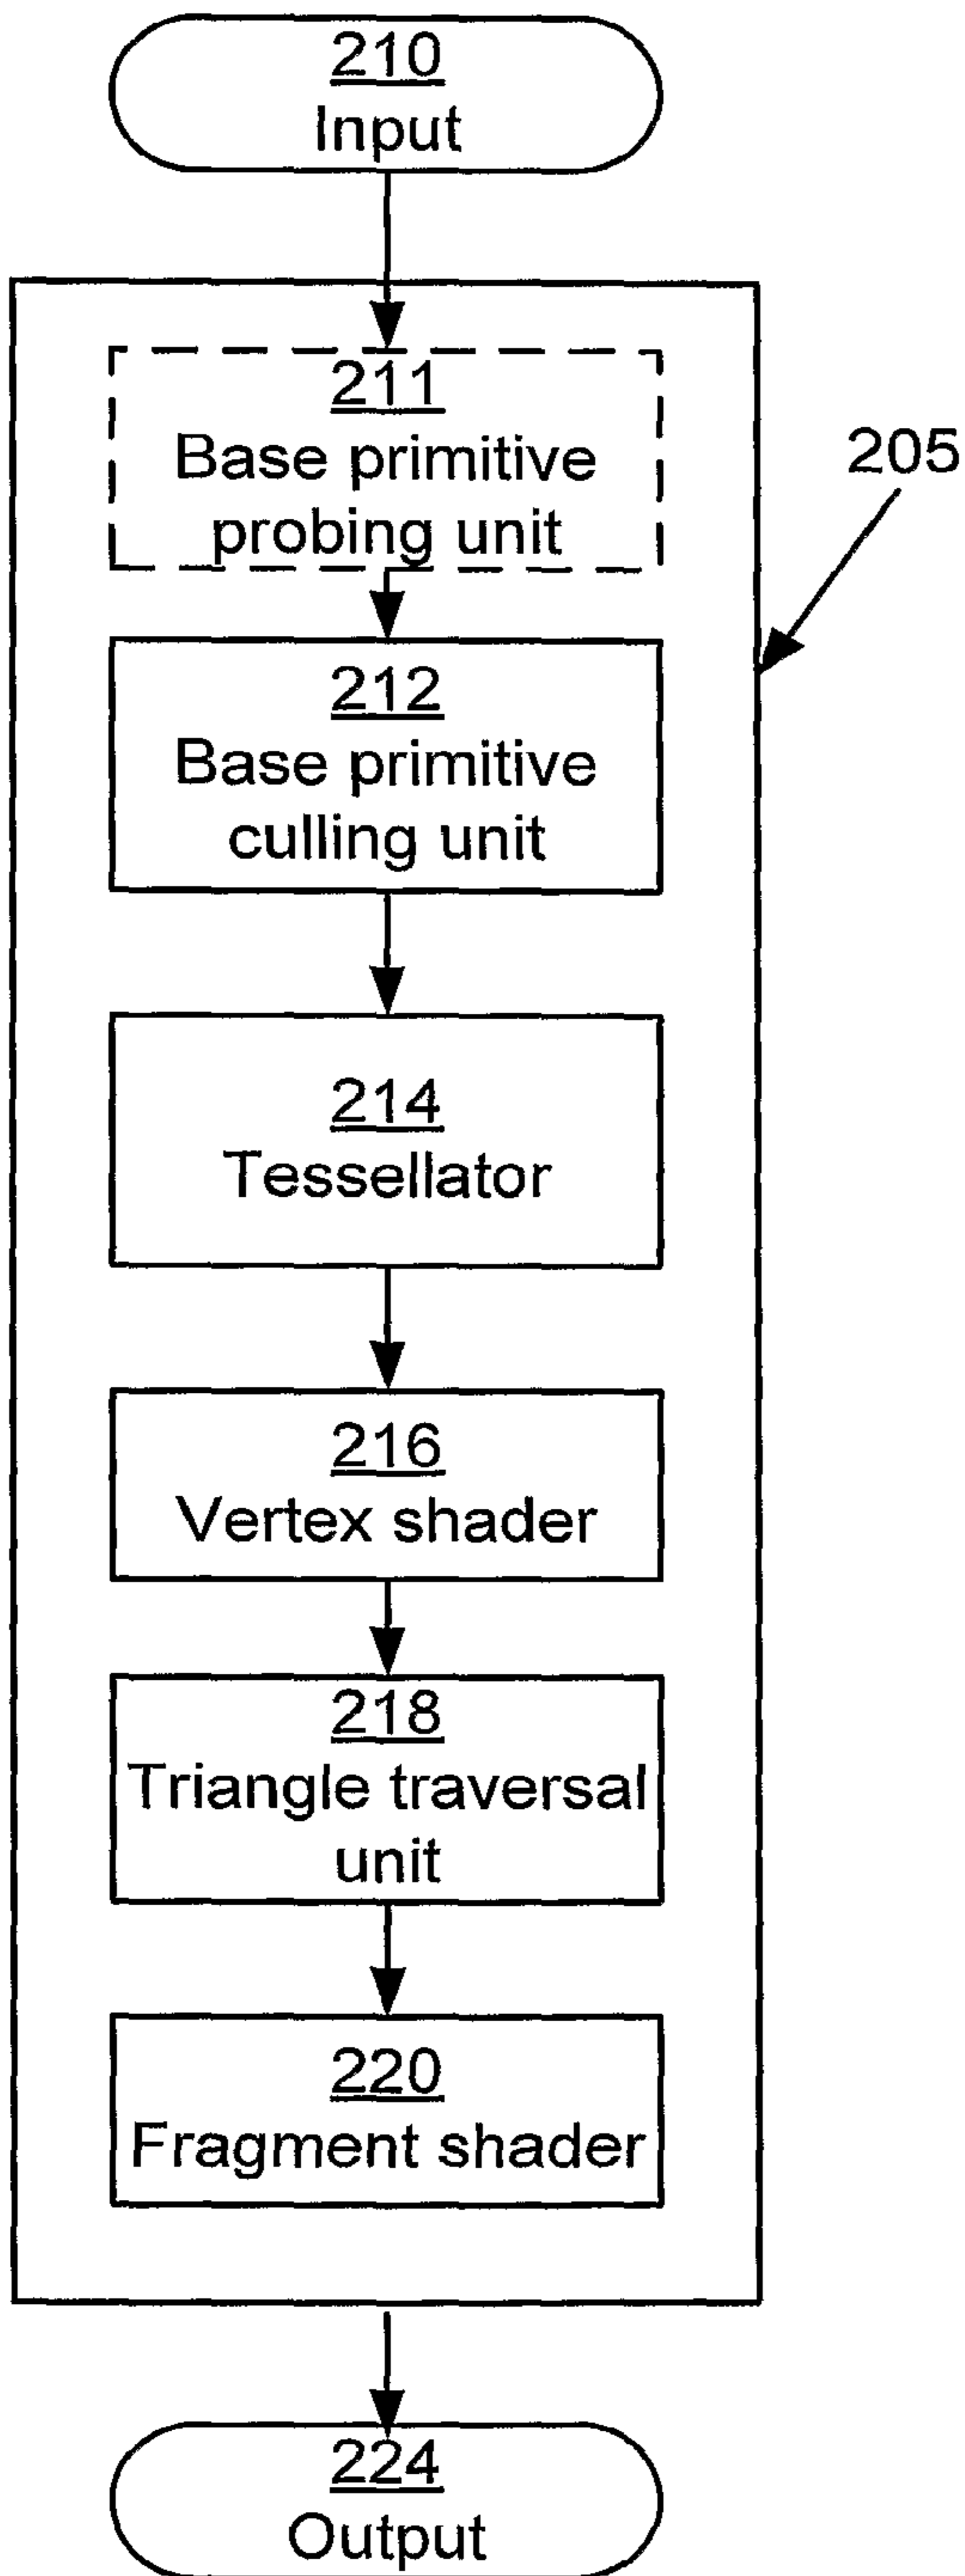 210
Input
211
Base primitive
probing unit
205
212
Base primitive
culling unit
214
Tessellator
216
Vertex shader
218
Triangle traversal
unit
220
Fragment shader
224
Output